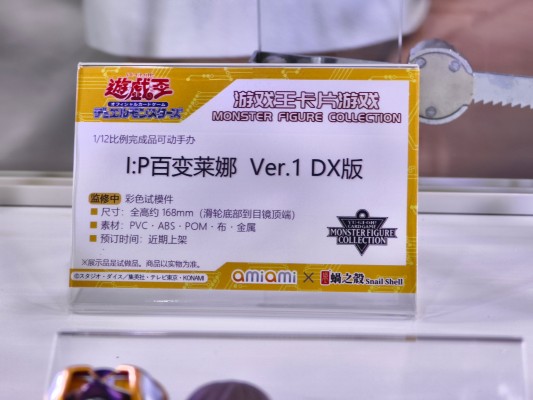 遊戯王
オフィシャルカードゲーム
デュエルモンスターズ
游戏王卡片游戏
MONSTER FIGURE COLLECTION
1/12比例完成品可动手办
I:P百变莱娜 Ver.1 DX版
监修中 彩色试模件
■ 尺寸：全高约 168mm（滑轮底部到目镜顶端）
■ 素材：PVC・ABS・POM・布・金属
■ 预订时间：近期上架
YU-GI-OH!
CARD GAME
MONSTER FIGURE
COLLECTION
※展示品是试做品。商品以实物为准。
©スタジオ・ダイス／集英社・テレビ東京・KONAMI
amiami × 蝸之殼 Snail Shell